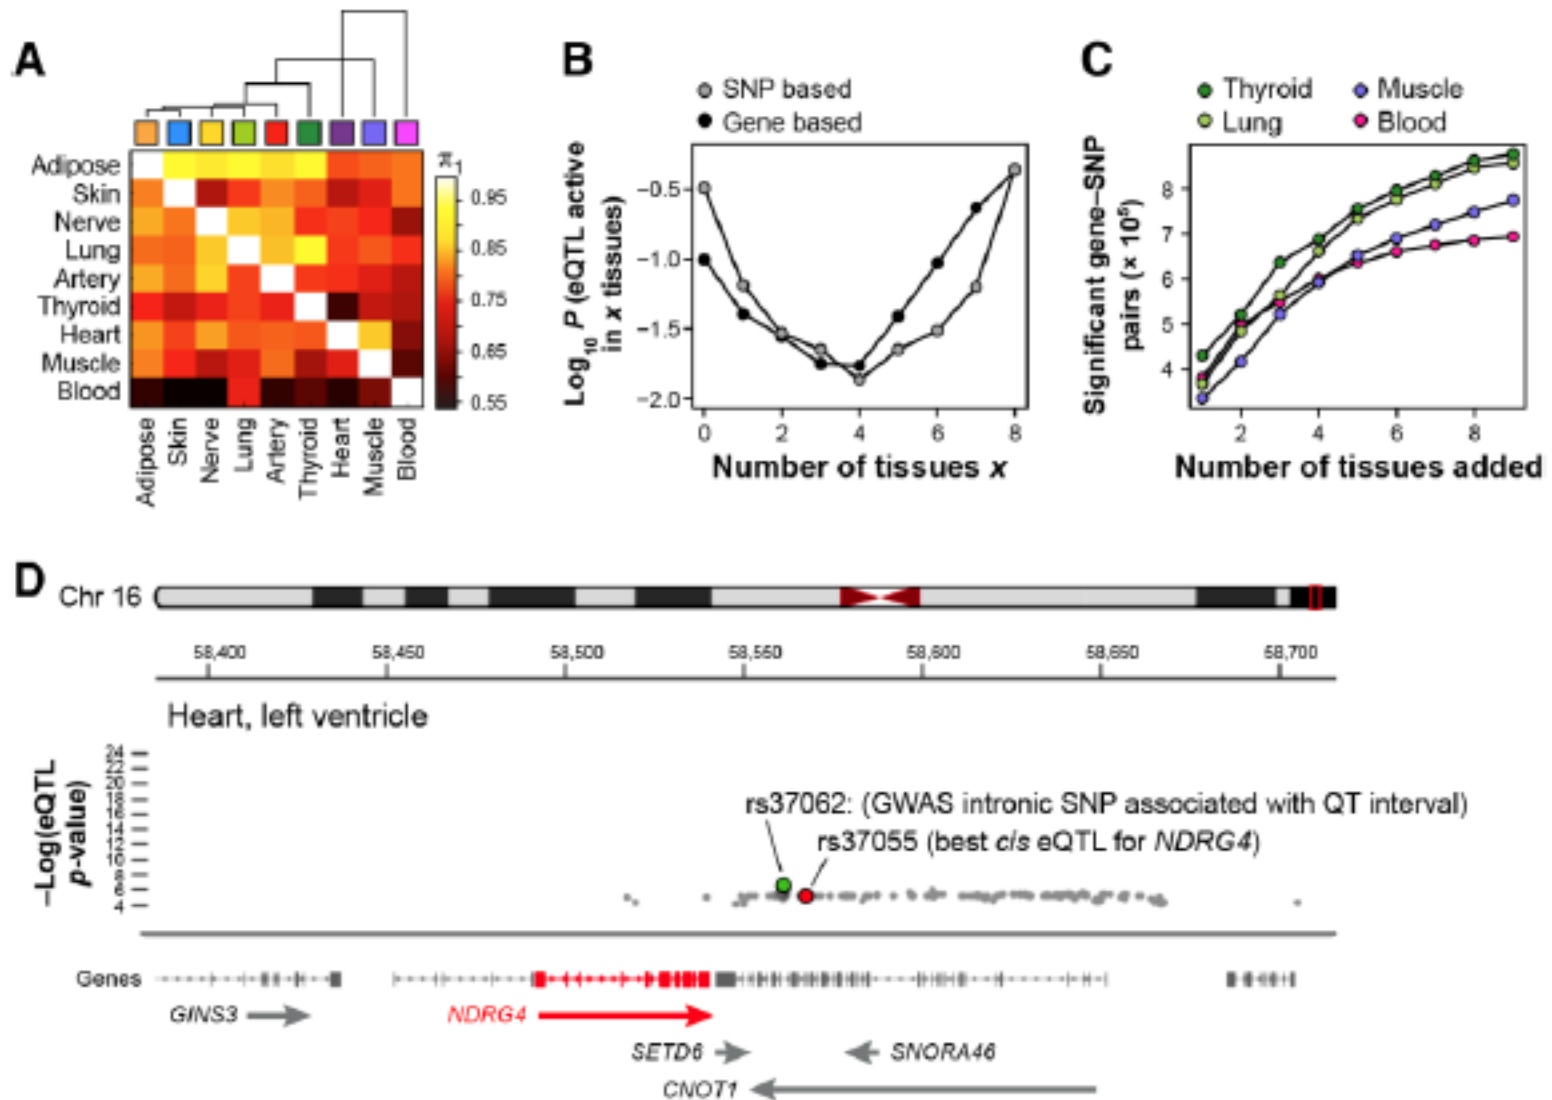 A
Adipose
Skin
Nerve
Lung
Artery
Thyroid
Heart
Muscle
Blood
π1
0.95
0.85
0.75
0.65
0.55
Adipose
Skin
Nerve
Lung
Artery
Thyroid
Heart
Muscle
Blood
B
SNP based
Gene based
Log10 P (eQTL active
in x tissues)
−0.5
−1.0
−1.5
−2.0
0 2 4 6 8
Number of tissues x
C
Thyroid Muscle
Lung Blood
Significant gene–SNP
pairs (× 10⁵)
8
7
6
5
4
2 4 6 8
Number of tissues added
D
Chr 16
58,400 58,450 58,500 58,550 58,600 58,650 58,700
Heart, left ventricle
–Log(eQTL
p-value)
24
22
20
18
16
14
12
10
8
6
4
rs37062: (GWAS intronic SNP associated with QT interval)
rs37055 (best cis eQTL for NDRG4)
Genes
GINS3
NDRG4
SETD6
SNORA46
CNOT1